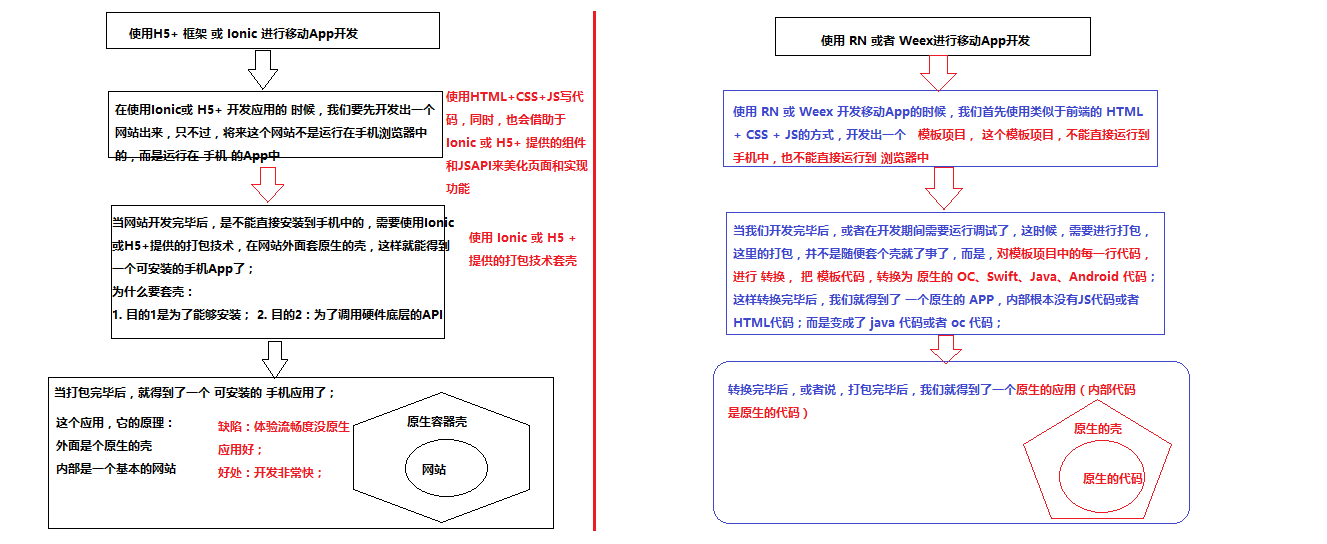 使用H5+ 框架 或 Ionic 进行移动App开发
在使用Ionic或 H5+ 开发应用的 时候，我们要先开发出一个
网站出来，只不过，将来这个网站不是运行在手机浏览器中
的，而是运行在 手机 的App中
使用HTML+CSS+JS写代
码，同时，也会借助于
Ionic 或 H5+ 提供的组件
和JSAPI来美化页面和实现
功能
当网站开发完毕后，是不能直接安装到手机中的，需要使用Ionic
或H5+提供的打包技术，在网站外面套原生的壳，这样就能得到
一个可安装的手机App了；
为什么要套壳：
1. 目的1是为了能够安装； 2. 目的2：为了调用硬件底层的API
使用 Ionic 或 H5 +
提供的打包技术套壳
当打包完毕后，就得到了一个 可安装的 手机应用了；
这个应用，它的原理：
外面是个原生的壳
内部是一个基本的网站
缺陷：体验流畅度没原生
应用好；
好处：开发非常快；
原生容器壳
网站
使用 RN 或者 Weex进行移动App开发
使用 RN 或 Weex 开发移动App的时候，我们首先使用类似于前端的 HTML
+ CSS + JS的方式，开发出一个 模板项目， 这个模板项目，不能直接运行到
手机中，也不能直接运行到 浏览器中
当我们开发完毕后，或者在开发期间需要运行调试了，这时候，需要进行打包，
这里的打包，并不是随便套个壳就了事了，而是，对模板项目中的每一行代码，
进行 转换， 把 模板代码，转换为 原生的 OC、Swift、Java、Android 代码；
这样转换完毕后，我们就得到了 一个原生的 APP，内部根本没有JS代码或者
HTML代码；而是变成了 java 代码或者 oc 代码；
转换完毕后，或者说，打包完毕后，我们就得到了一个原生的应用（内部代码
是原生的代码）
原生的壳
原生的代码